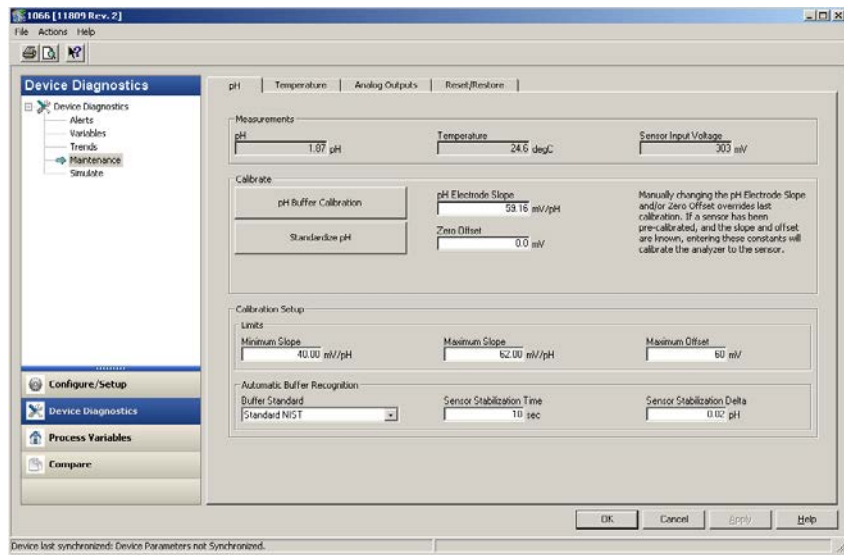 1066 [11809 Rev. 2]
File Actions Help
Device Diagnostics
Device Diagnostics
Alerts
Variables
Trends
Maintenance
Simulate
Configure/Setup
Device Diagnostics
Process Variables
Compare
pH Temperature Analog Outputs Reset/Restore
Measurements
pH Temperature Sensor Input Voltage
1.87 pH 24.6 degC 303 mV
Calibrate
pH Buffer Calibration
Standardize pH
pH Electrode Slope
59.16 mV/pH
Zero Offset
0.0 mV
Manually changing the pH Electrode Slope
and/or Zero Offset overrides last
calibration. If a sensor has been
pre-calibrated, and the slope and offset
are known, entering these constants will
calibrate the analyzer to the sensor.
Calibration Setup
Limits
Minimum Slope Maximum Slope Maximum Offset
40.00 mV/pH 62.00 mV/pH 60 mV
Automatic Buffer Recognition
Buffer Standard Sensor Stabilization Time Sensor Stabilization Delta
Standard NIST 10 sec 0.02 pH
OK Cancel Apply Help
Device last synchronized: Device Parameters not Synchronized.